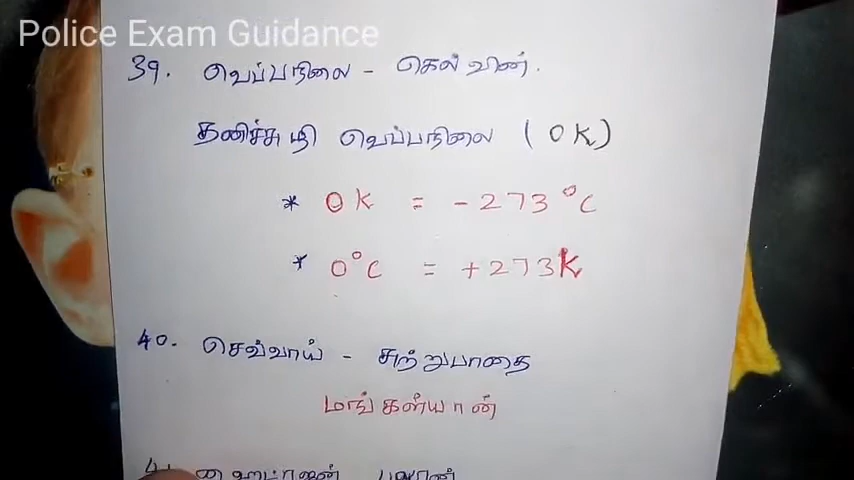 Police Exam Guidance
39. வெப்பநிலை - கெல்வின்.
தனிச்சுழி வெப்பநிலை (0K)
* 0K = -273°C
* 0°C = +273K
40. செவ்வாய் - சுற்றுபாதை
மங்கள்யான்